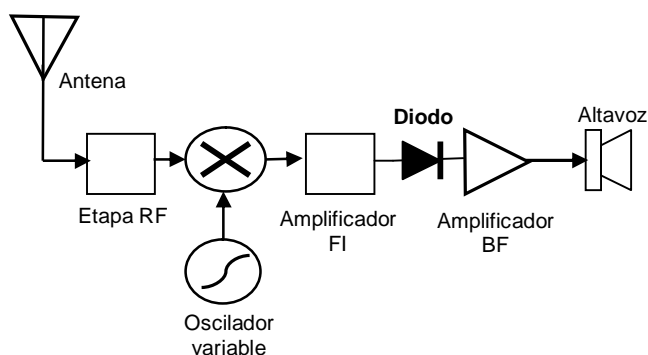 Antena
Diodo
Altavoz
Etapa RF
Amplificador
FI
Amplificador
BF
Oscilador
variable